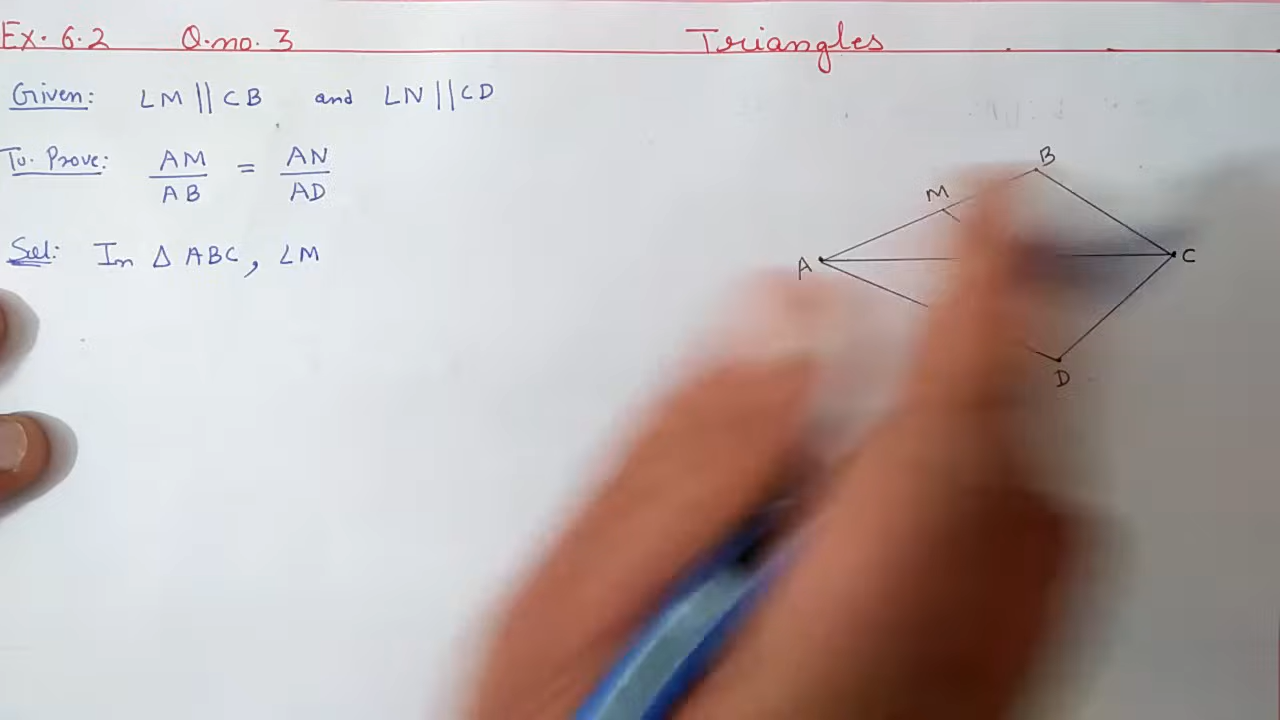 Ex. 6.2 Q.no. 3 Triangles
Given: LM || CB and LN || CD
To Prove: AM/AB = AN/AD
Sol: In Δ ABC, LM
B
M
A
C
D